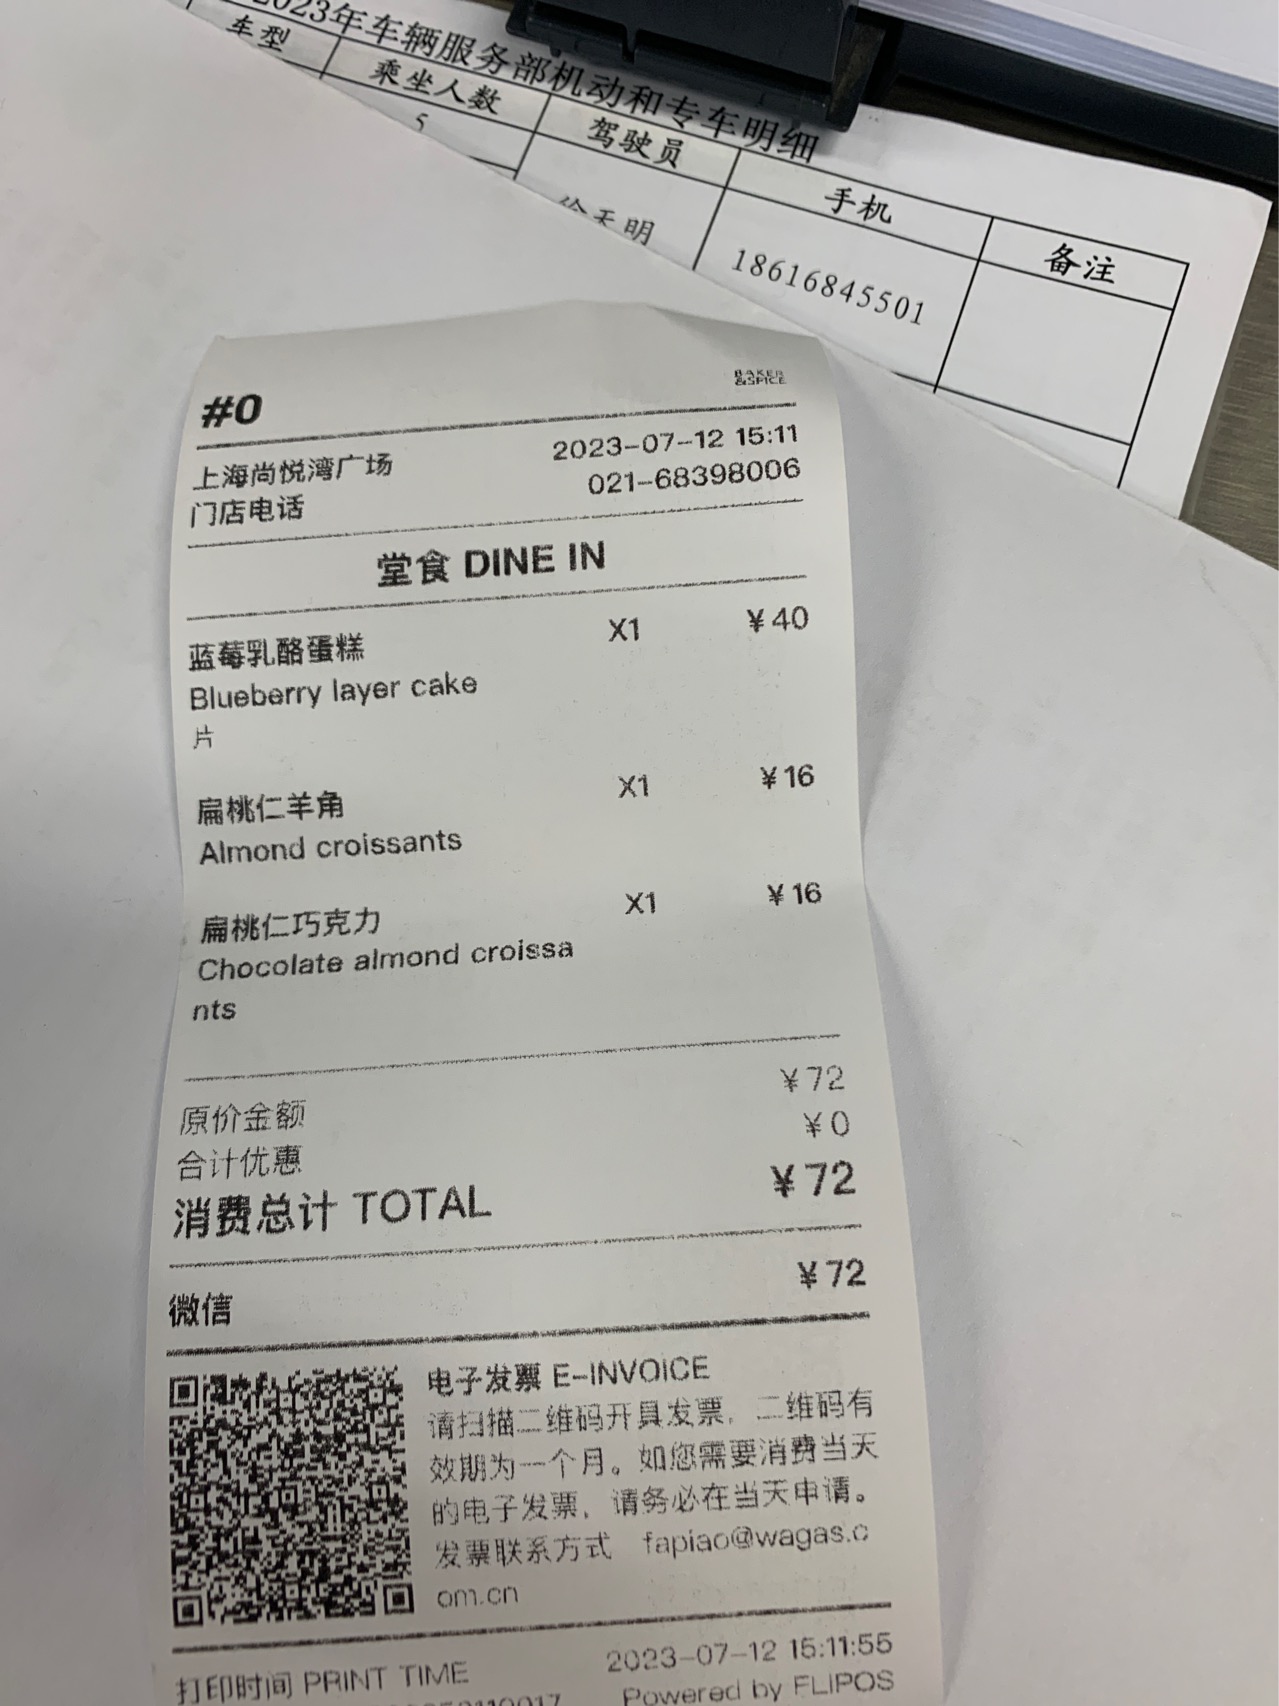 2023年车辆服务部机动和专车明细
车型 乘坐人数 驾驶员 手机 备注
5 天明 18616845501
BAKER
&SPICE
#0
上海尚悦湾广场 2023-07-12 15:11
门店电话 021-68398006
堂食 DINE IN
蓝莓乳酪蛋糕 X1 ¥40
Blueberry layer cake
片
扁桃仁羊角 X1 ¥16
Almond croissants
扁桃仁巧克力 X1 ¥16
Chocolate almond croissa
nts
原价金额 ¥72
合计优惠 ¥0
消费总计 TOTAL ¥72
微信 ¥72
电子发票 E-INVOICE
请扫描二维码开具发票，二维码有
效期为一个月。如您需要消费当天
的电子发票，请务必在当天申请。
发票联系方式 fapiao@wagas.c
om.cn
打印时间 PRINT TIME 2023-07-12 15:11:55
Powered by FLIPOS